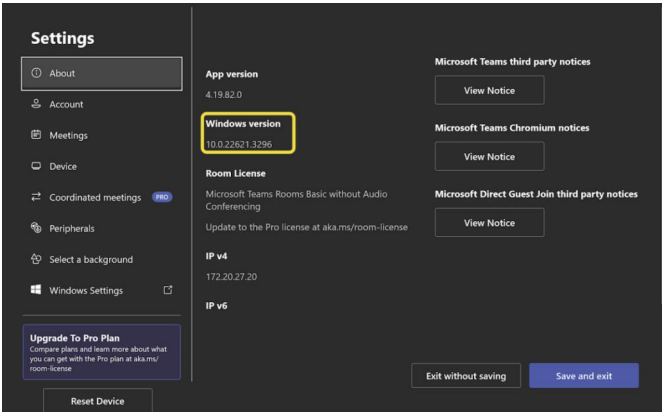 Settings
About
Account
Meetings
Device
Coordinated meetings PRO
Peripherals
Select a background
Windows Settings
Upgrade To Pro Plan
Compare plans and learn more about what
you can get with the Pro plan at aka.ms/
room-license
Reset Device
App version
4.19.82.0
Windows version
10.0.22621.3296
Room License
Microsoft Teams Rooms Basic without Audio
Conferencing
Update to the Pro license at aka.ms/room-license
IP v4
172.20.27.20
IP v6
Microsoft Teams third party notices
View Notice
Microsoft Teams Chromium notices
View Notice
Microsoft Direct Guest Join third party notices
View Notice
Exit without saving
Save and exit